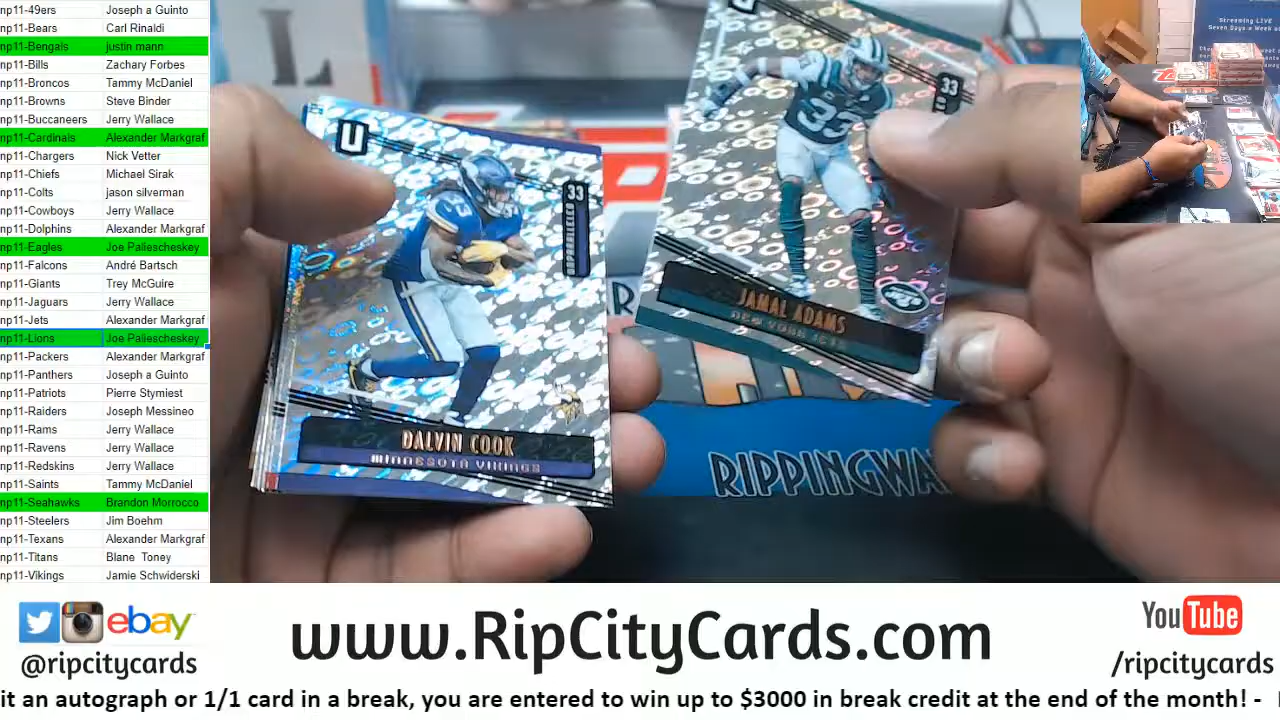 np11-49ers Joseph a Guinto
np11-Bears Carl Rinaldi
np11-Bengals justin mann
np11-Bills Zachary Forbes
np11-Broncos Tammy McDaniel
np11-Browns Steve Binder
np11-Buccaneers Jerry Wallace
np11-Cardinals Alexander Markgraf
np11-Chargers Nick Vetter
np11-Chiefs Michael Sirak
np11-Colts jason silverman
np11-Cowboys Jerry Wallace
np11-Dolphins Alexander Markgraf
np11-Eagles Joe Paliescheskey
np11-Falcons André Bartsch
np11-Giants Trey McGuire
np11-Jaguars Jerry Wallace
np11-Jets Alexander Markgraf
np11-Lions Joe Paliescheskey
np11-Packers Alexander Markgraf
np11-Panthers Joseph a Guinto
np11-Patriots Pierre Stymiest
np11-Raiders Joseph Messineo
np11-Rams Jerry Wallace
np11-Ravens Jerry Wallace
np11-Redskins Jerry Wallace
np11-Saints Tammy McDaniel
np11-Seahawks Brandon Morrocco
np11-Steelers Jim Boehm
np11-Texans Alexander Markgraf
np11-Titans Blane Toney
np11-Vikings Jamie Schwiderski
U
33
UNPARALLELED
33
DALVIN COOK
MINNESOTA VIKINGS
33
33
JAMAL ADAMS
NEW YORK JETS
RIPPINGWA
Streaming LIVE
Seven Days a Week
ebay
@ripcitycards
www.RipCityCards.com
YouTube
/ripcitycards
it an autograph or 1/1 card in a break, you are entered to win up to $3000 in break credit at the end of the month! -